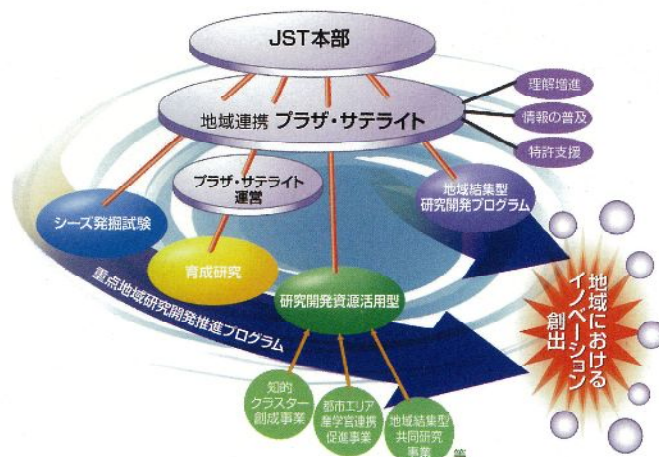 JST本部
地域連携 プラザ・サテライト
理解増進
情報の普及
特許支援
プラザ・サテライト
運営
地域結集型
研究開発プログラム
シーズ発掘試験
育成研究
研究開発資源活用型
重点地域研究開発推進プログラム
地域における
イノベーション
創出
知的
クラスター
創成事業
都市エリア
産学官連携
促進事業
地域結集型
共同研究
事業
等